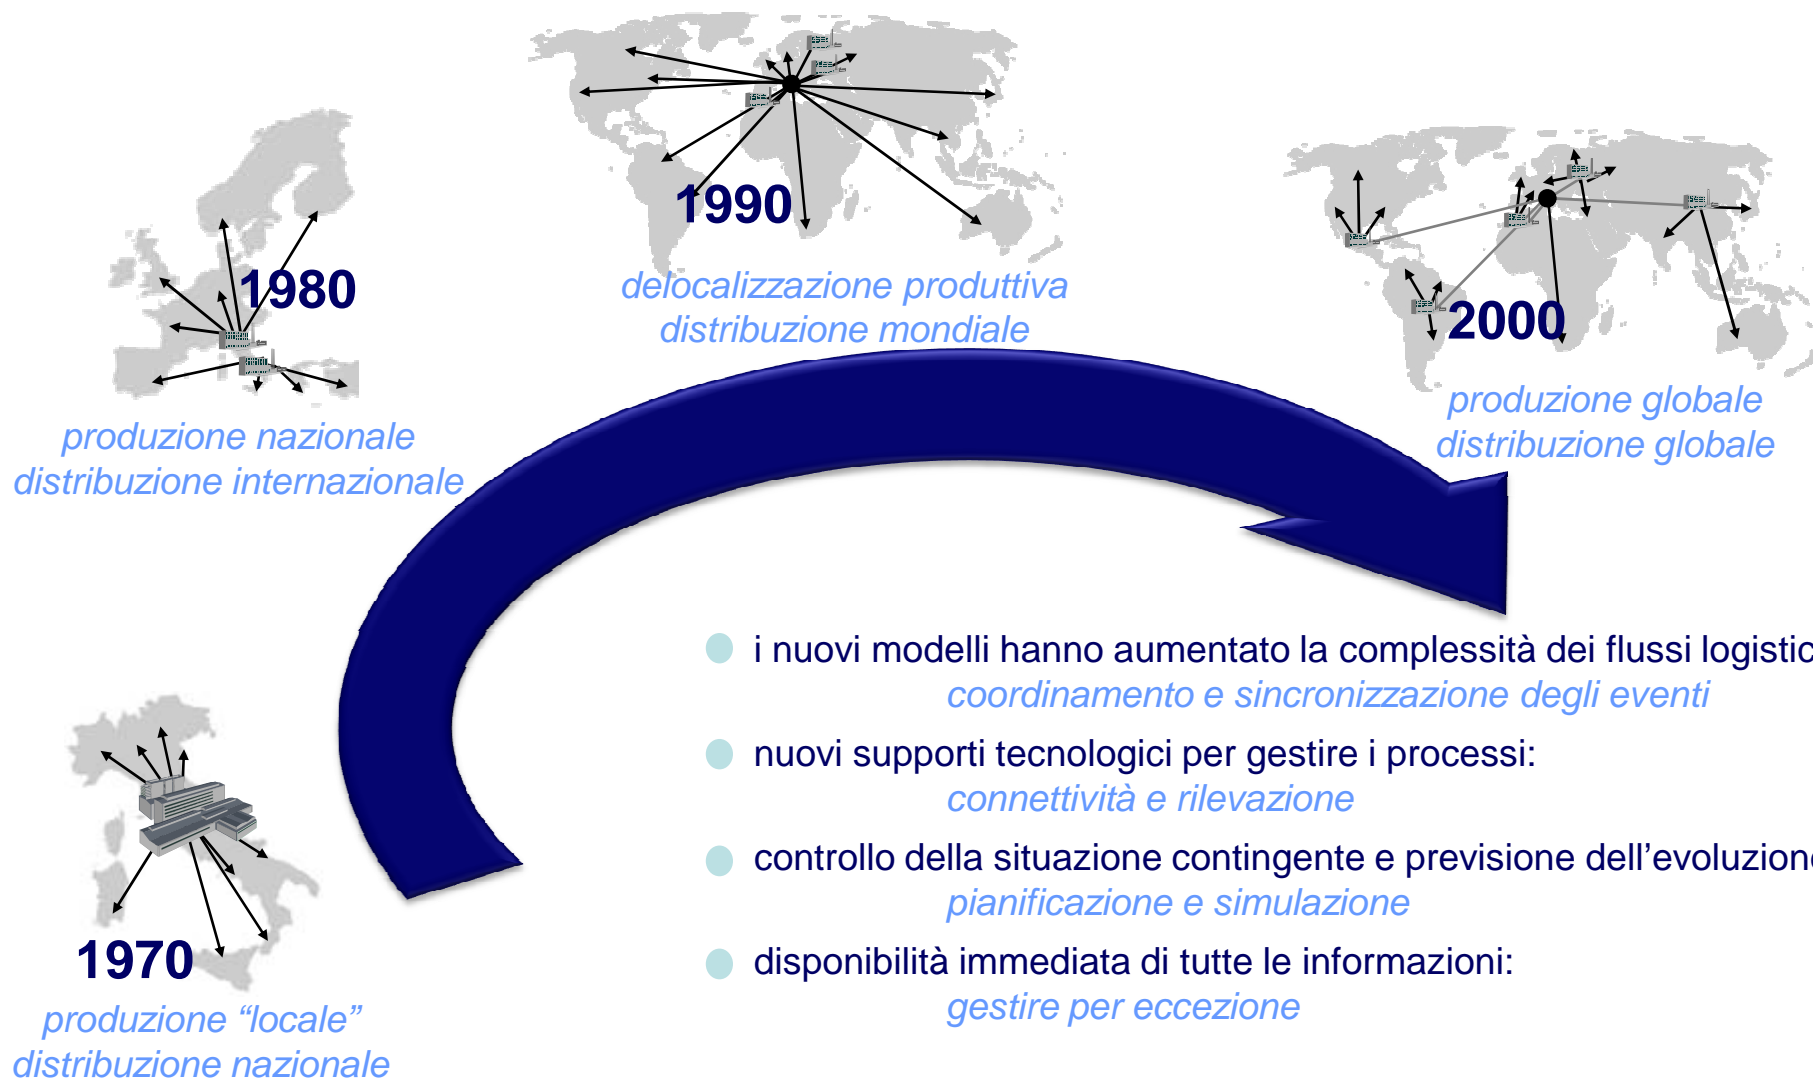 1990
delocalizzazione produttiva
distribuzione mondiale
1980
produzione nazionale
distribuzione internazionale
2000
produzione globale
distribuzione globale
i nuovi modelli hanno aumentato la complessità dei flussi logistic
coordinamento e sincronizzazione degli eventi
nuovi supporti tecnologici per gestire i processi:
connettività e rilevazione
controllo della situazione contingente e previsione dell’evoluzione
pianificazione e simulazione
disponibilità immediata di tutte le informazioni:
gestire per eccezione
1970
produzione “locale”
distribuzione nazionale